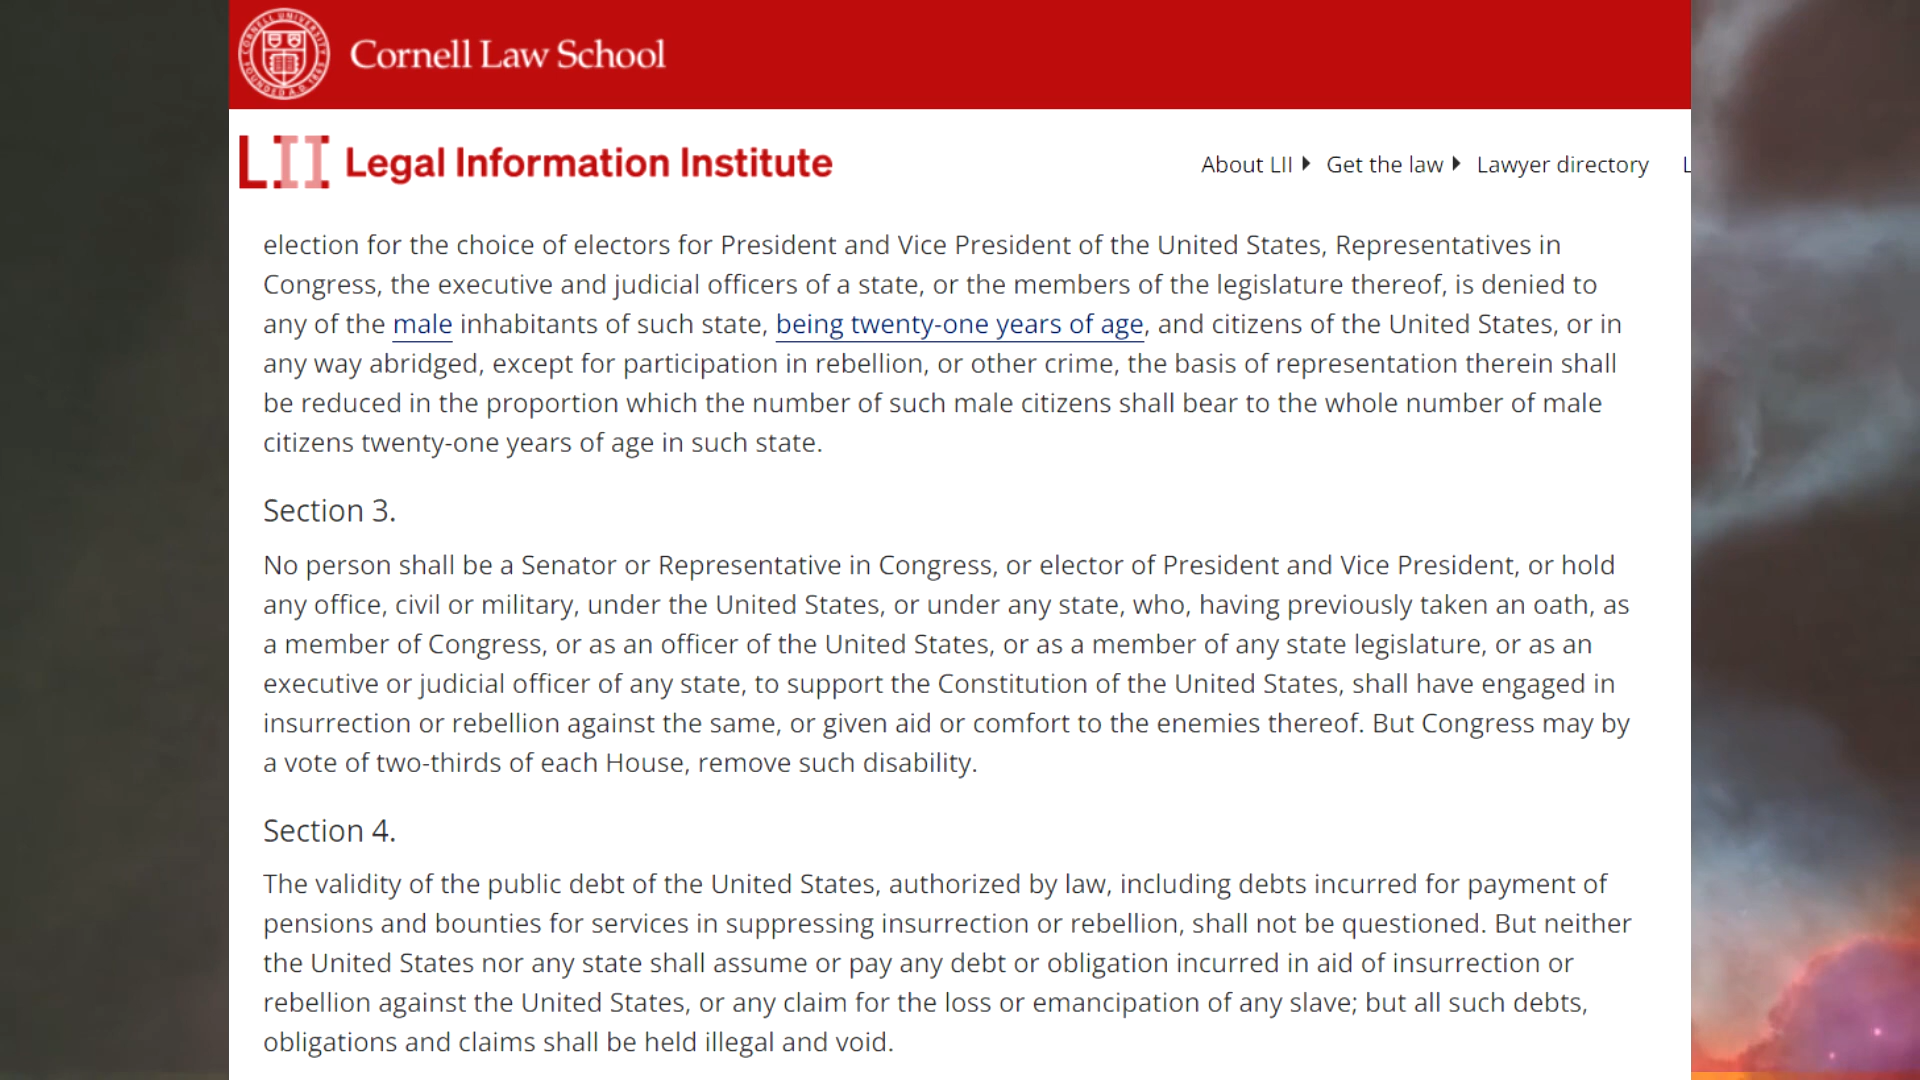 CORNELL UNIVERSITY
FOUNDED A.D. 1865
Cornell Law School
LII Legal Information Institute
About LII Get the law Lawyer directory L
election for the choice of electors for President and Vice President of the United States, Representatives in
Congress, the executive and judicial officers of a state, or the members of the legislature thereof, is denied to
any of the male inhabitants of such state, being twenty-one years of age, and citizens of the United States, or in
any way abridged, except for participation in rebellion, or other crime, the basis of representation therein shall
be reduced in the proportion which the number of such male citizens shall bear to the whole number of male
citizens twenty-one years of age in such state.
Section 3.
No person shall be a Senator or Representative in Congress, or elector of President and Vice President, or hold
any office, civil or military, under the United States, or under any state, who, having previously taken an oath, as
a member of Congress, or as an officer of the United States, or as a member of any state legislature, or as an
executive or judicial officer of any state, to support the Constitution of the United States, shall have engaged in
insurrection or rebellion against the same, or given aid or comfort to the enemies thereof. But Congress may by
a vote of two-thirds of each House, remove such disability.
Section 4.
The validity of the public debt of the United States, authorized by law, including debts incurred for payment of
pensions and bounties for services in suppressing insurrection or rebellion, shall not be questioned. But neither
the United States nor any state shall assume or pay any debt or obligation incurred in aid of insurrection or
rebellion against the United States, or any claim for the loss or emancipation of any slave; but all such debts,
obligations and claims shall be held illegal and void.